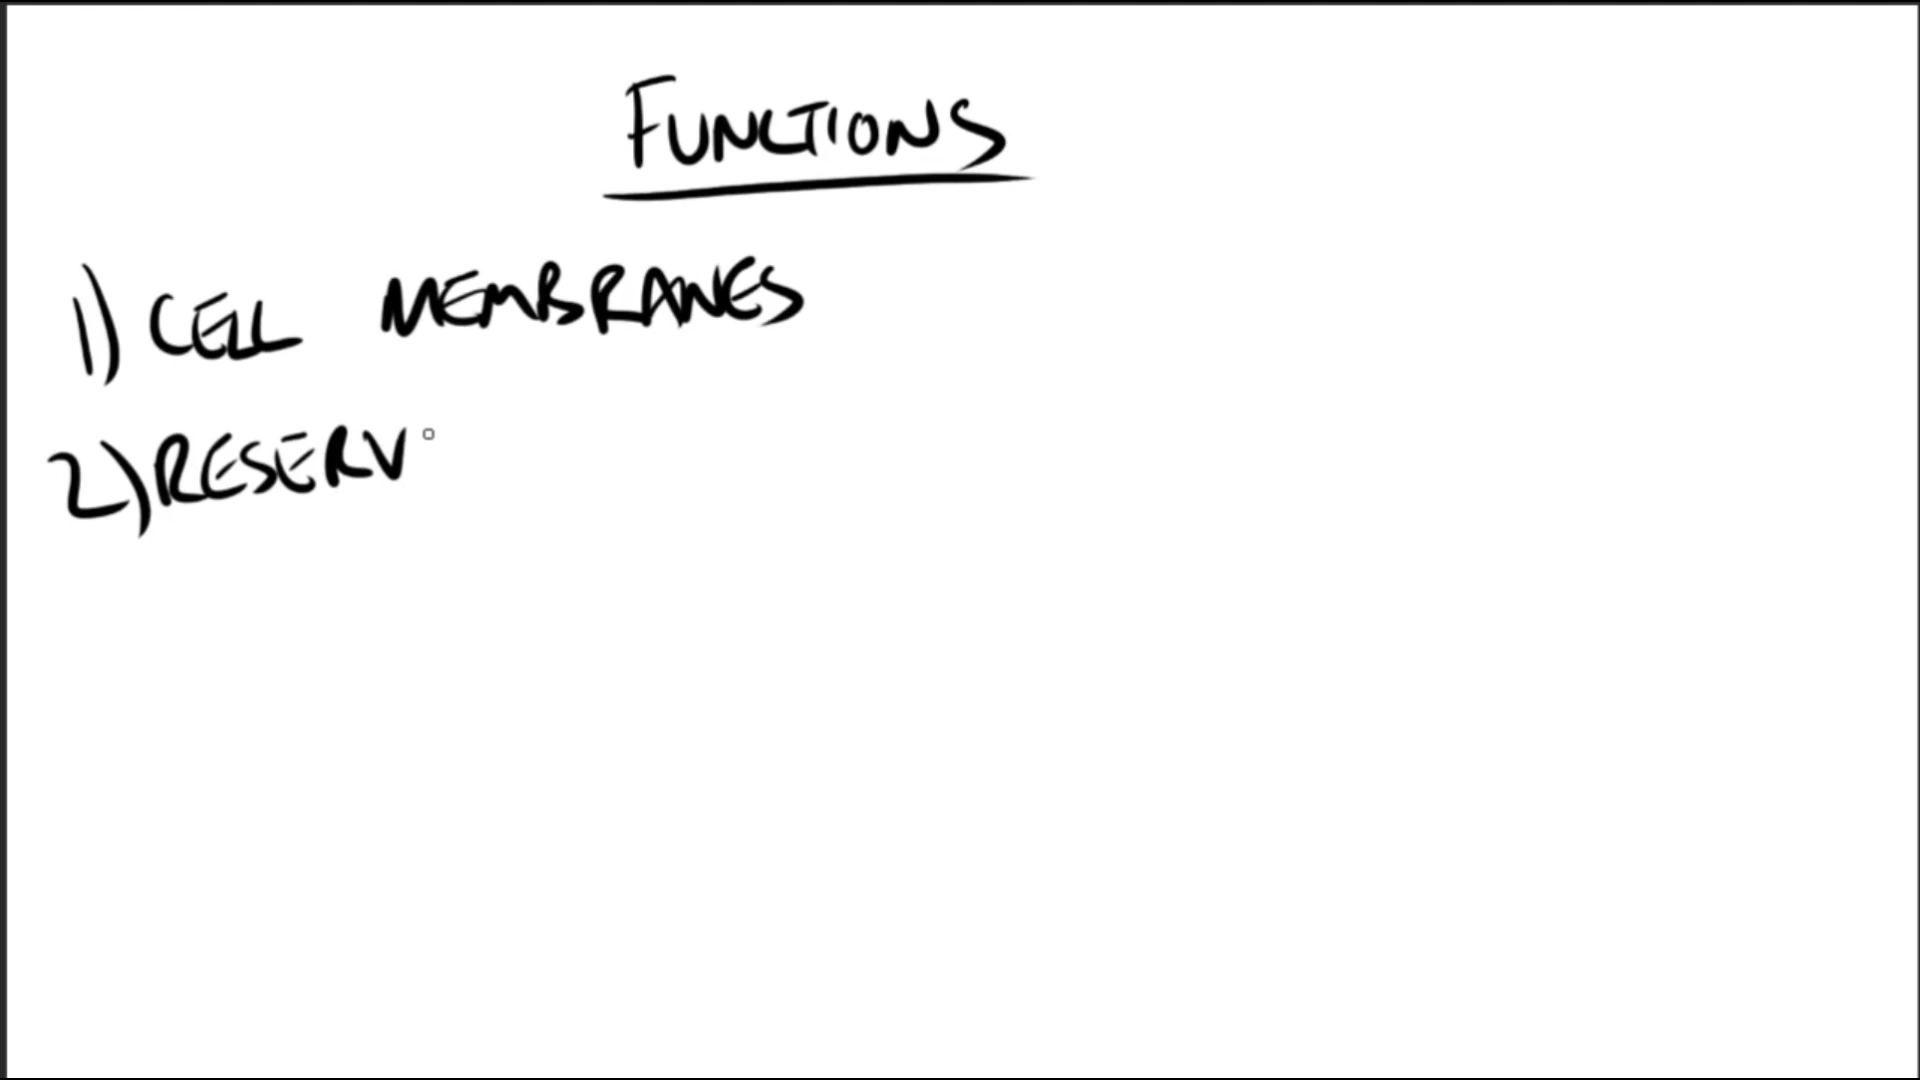 FUNCTIONS
1) CELL MEMBRANES
2) RESERV